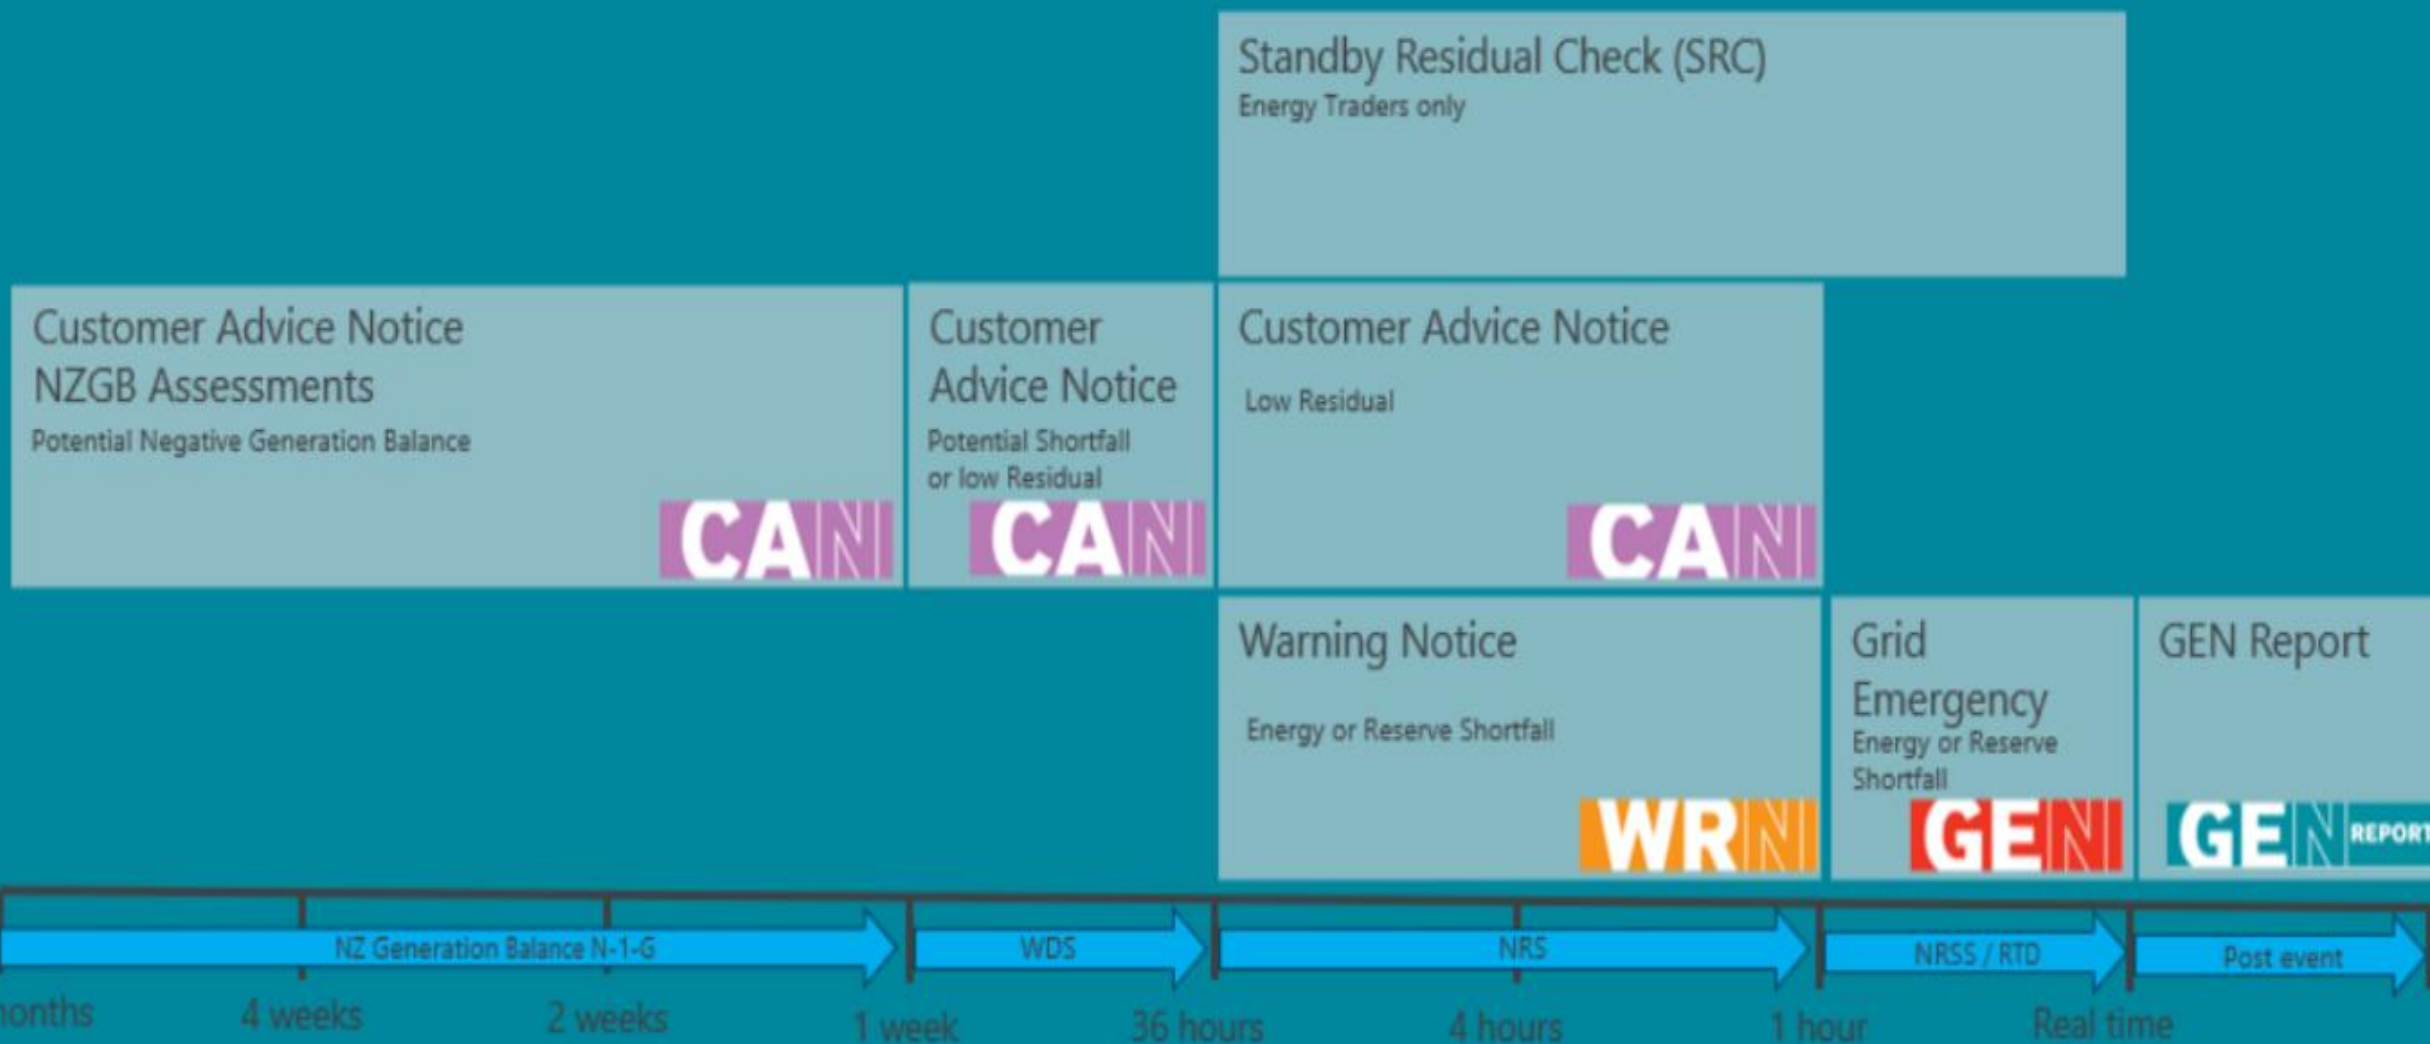 Standby Residual Check (SRC)
Energy Traders only
Customer Advice Notice
NZGB Assessments
Potential Negative Generation Balance
CAN
Customer
Advice Notice
Potential Shortfall
or low Residual
CAN
Customer Advice Notice
Low Residual
CAN
Warning Notice
Energy or Reserve Shortfall
WRN
Grid
Emergency
Energy or Reserve
Shortfall
GEN
GEN Report
GEN REPORT
NZ Generation Balance N-1-G
WDS
NRS
NRSS / RTD
Post event
4 weeks
2 weeks
1 week
36 hours
4 hours
1 hour
Real time